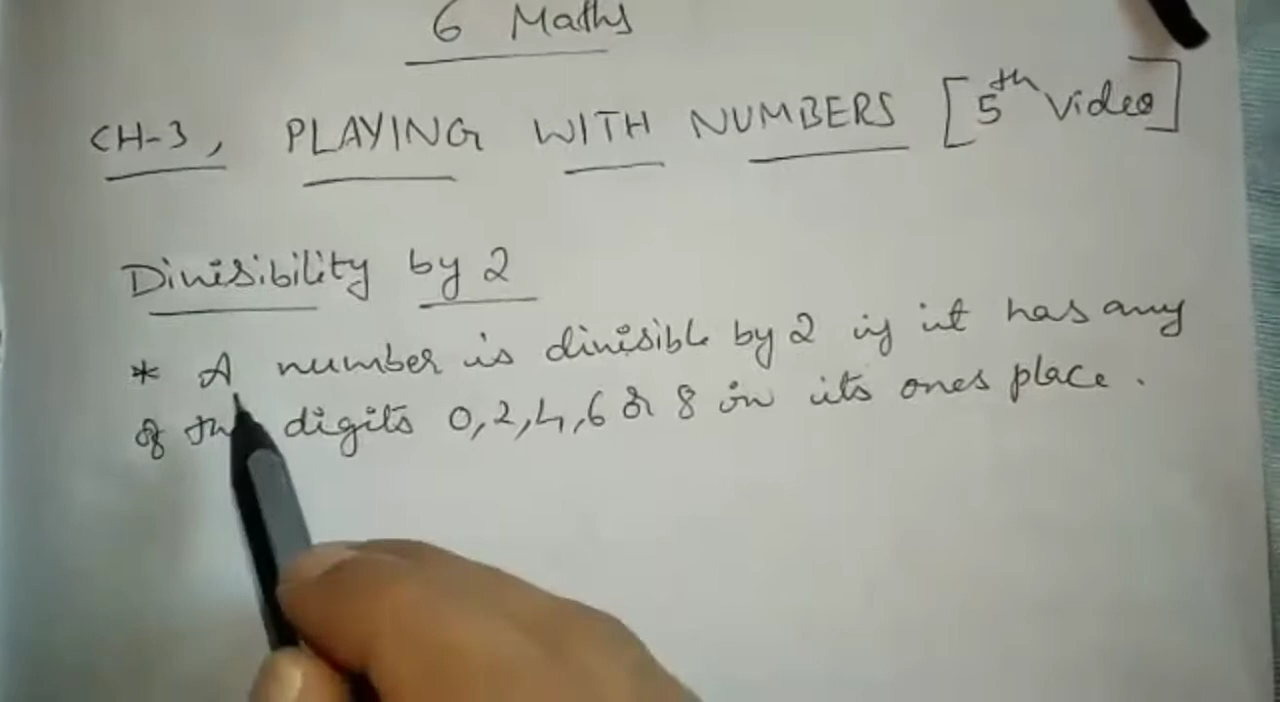 6 Maths
CH-3, PLAYING WITH NUMBERS [5th Video]
Divisibility by 2
* A number is divisible by 2 if it has any
of the digits 0,2,4,6 or 8 in its ones place.